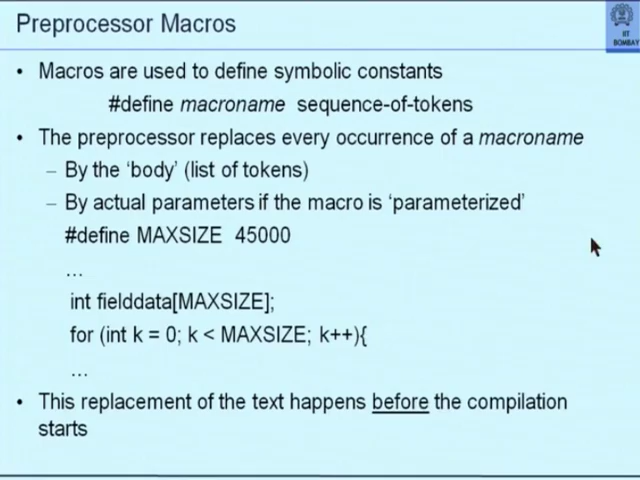 Preprocessor Macros
IIT
BOMBAY
• Macros are used to define symbolic constants
#define macroname sequence-of-tokens
• The preprocessor replaces every occurrence of a macroname
– By the ‘body’ (list of tokens)
– By actual parameters if the macro is ‘parameterized’
#define MAXSIZE 45000
...
int fielddata[MAXSIZE];
for (int k = 0; k < MAXSIZE; k++){
...
• This replacement of the text happens before the compilation
starts